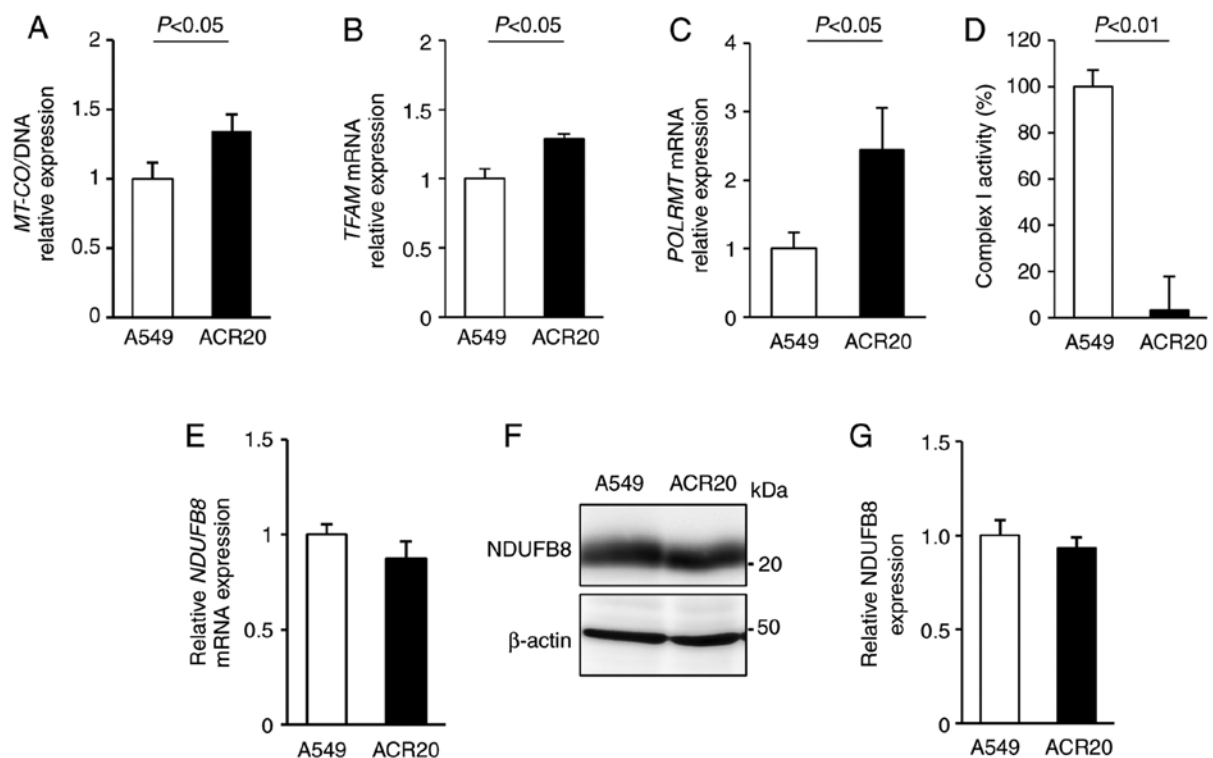 A
P<0.05
MT-CO/DNA
relative expression
2
1.5
1
0.5
0
A549 ACR20
B
P<0.05
TFAM mRNA
relative expression
2
1.5
1
0.5
0
A549 ACR20
C
P<0.05
POLRMT mRNA
relative expression
4
3
2
1
0
A549 ACR20
D
P<0.01
Complex I activity (%)
120
100
80
60
40
20
0
A549 ACR20
E
Relative NDUFB8
mRNA expression
1.5
1
0.5
0
A549 ACR20
F
A549 ACR20 kDa
NDUFB8
20
β-actin
50
G
Relative NDUFB8
expression
1.5
1.0
0.5
0
A549 ACR20